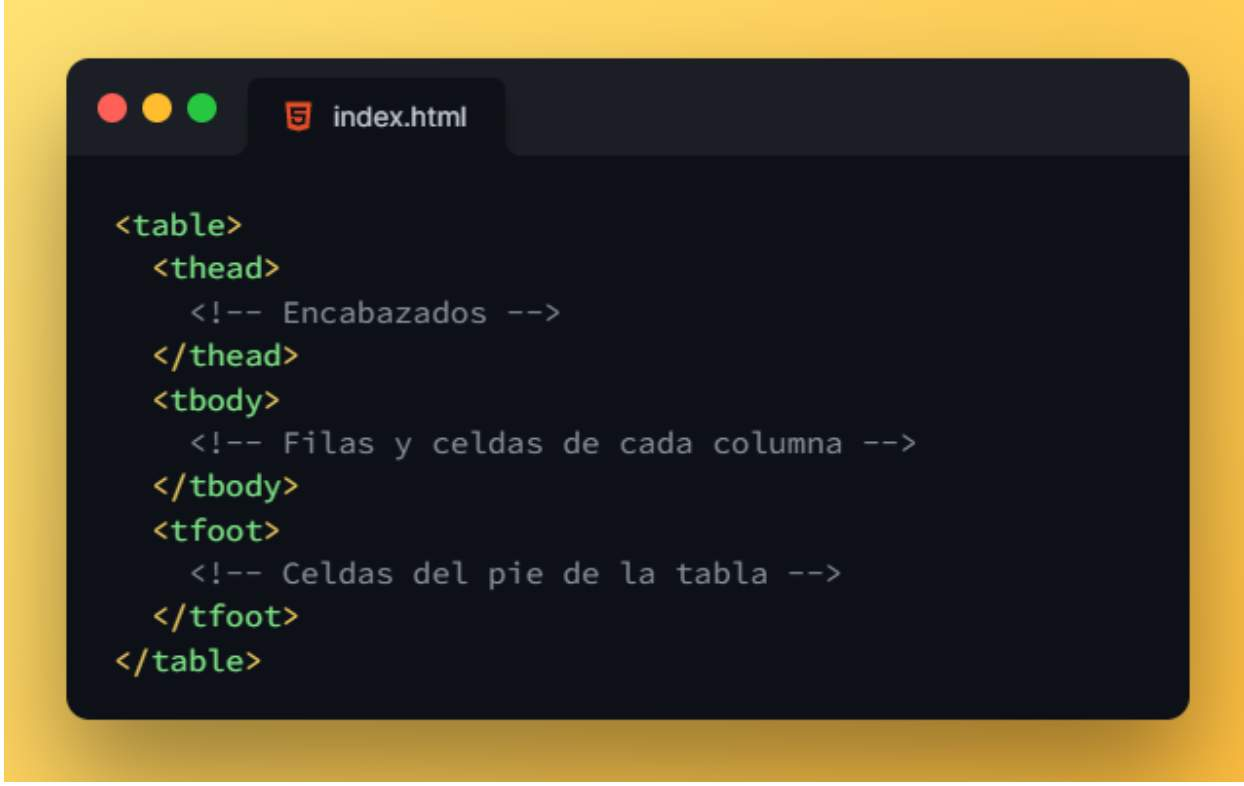 index.html
<table>
<thead>
<!-- Encabazados -->
</thead>
<tbody>
<!-- Filas y celdas de cada columna -->
</tbody>
<tfoot>
<!-- Celdas del pie de la tabla -->
</tfoot>
</table>